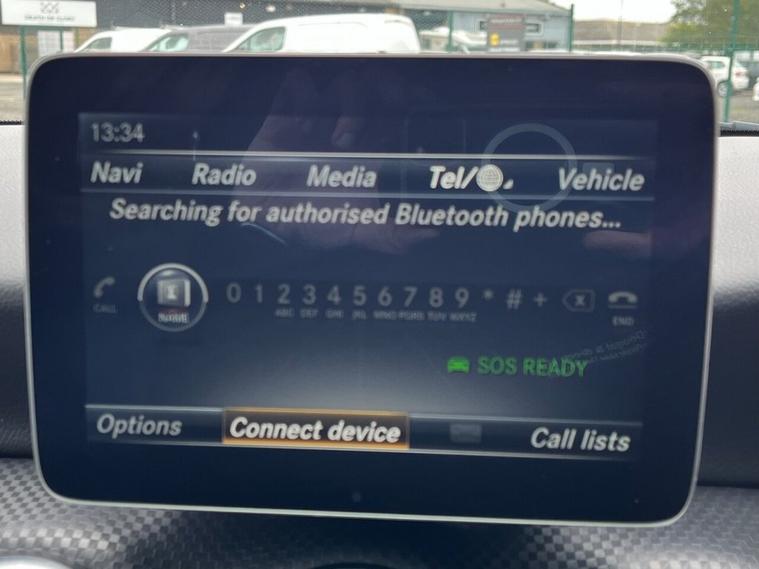 13:34
Navi Radio Media Tel/ Vehicle
Searching for authorised Bluetooth phones...
0 1 2 3 4 5 6 7 8 9 * # +
CALL ABC DEF GHI JKL MNO PQRS TUV WXYZ END
SOS READY
Options Connect device Call lists